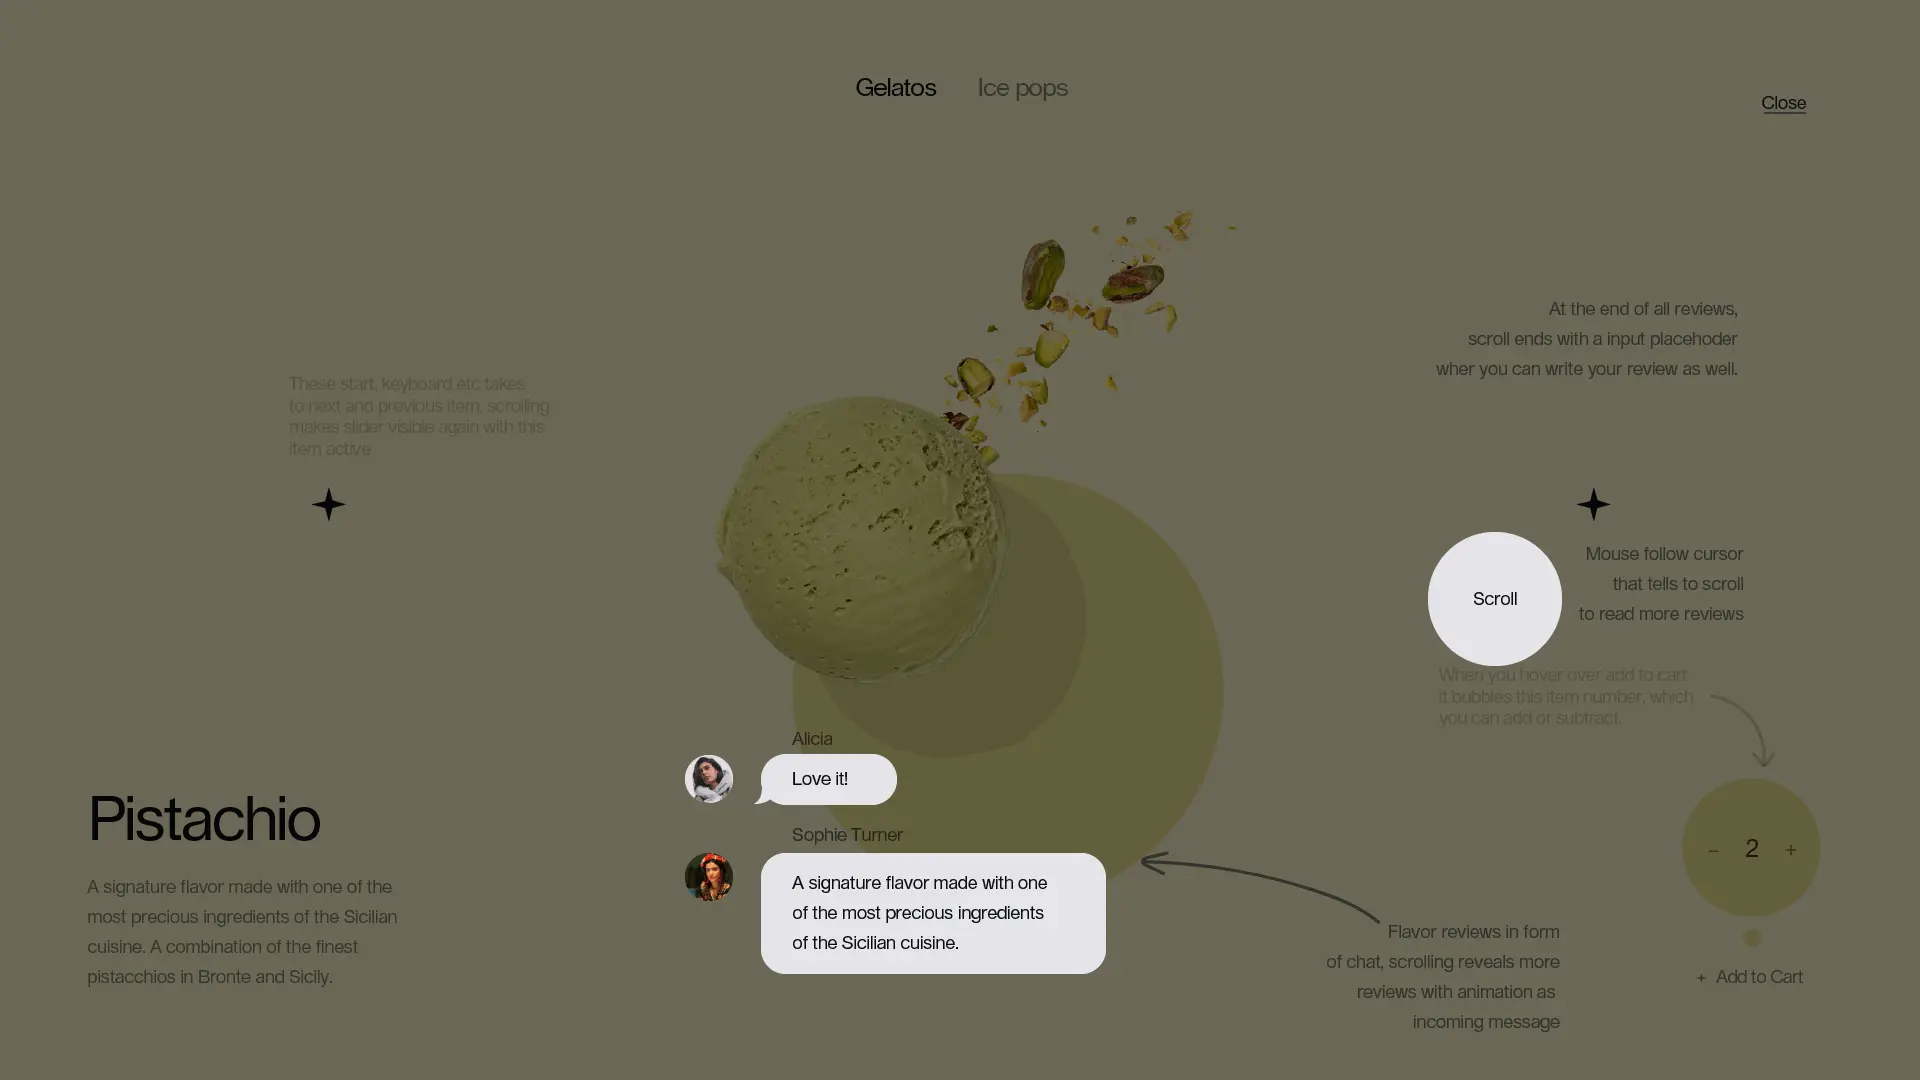 Gelatos
Ice pops
Close
At the end of all reviews,
scroll ends with a input placehoder
wher you can write your review as well.
These start, keyboard etc takes
to next and previous item. scrolling
makes slider visible again with this
item active
Mouse follow cursor
that tells to scroll
to read more reviews
Scroll
When you hover over add to cart
it bubbles this item number, which
you can add or subtract.
Alicia
Love it!
Sophie Turner
A signature flavor made with one
of the most precious ingredients
of the Sicilian cuisine.
Pistachio
A signature flavor made with one of the
most precious ingredients of the Sicilian
cuisine. A combination of the finest
pistacchios in Bronte and Sicily.
– 2 +
Flavor reviews in form
of chat, scrolling reveals more
reviews with animation as
incoming message
+ Add to Cart